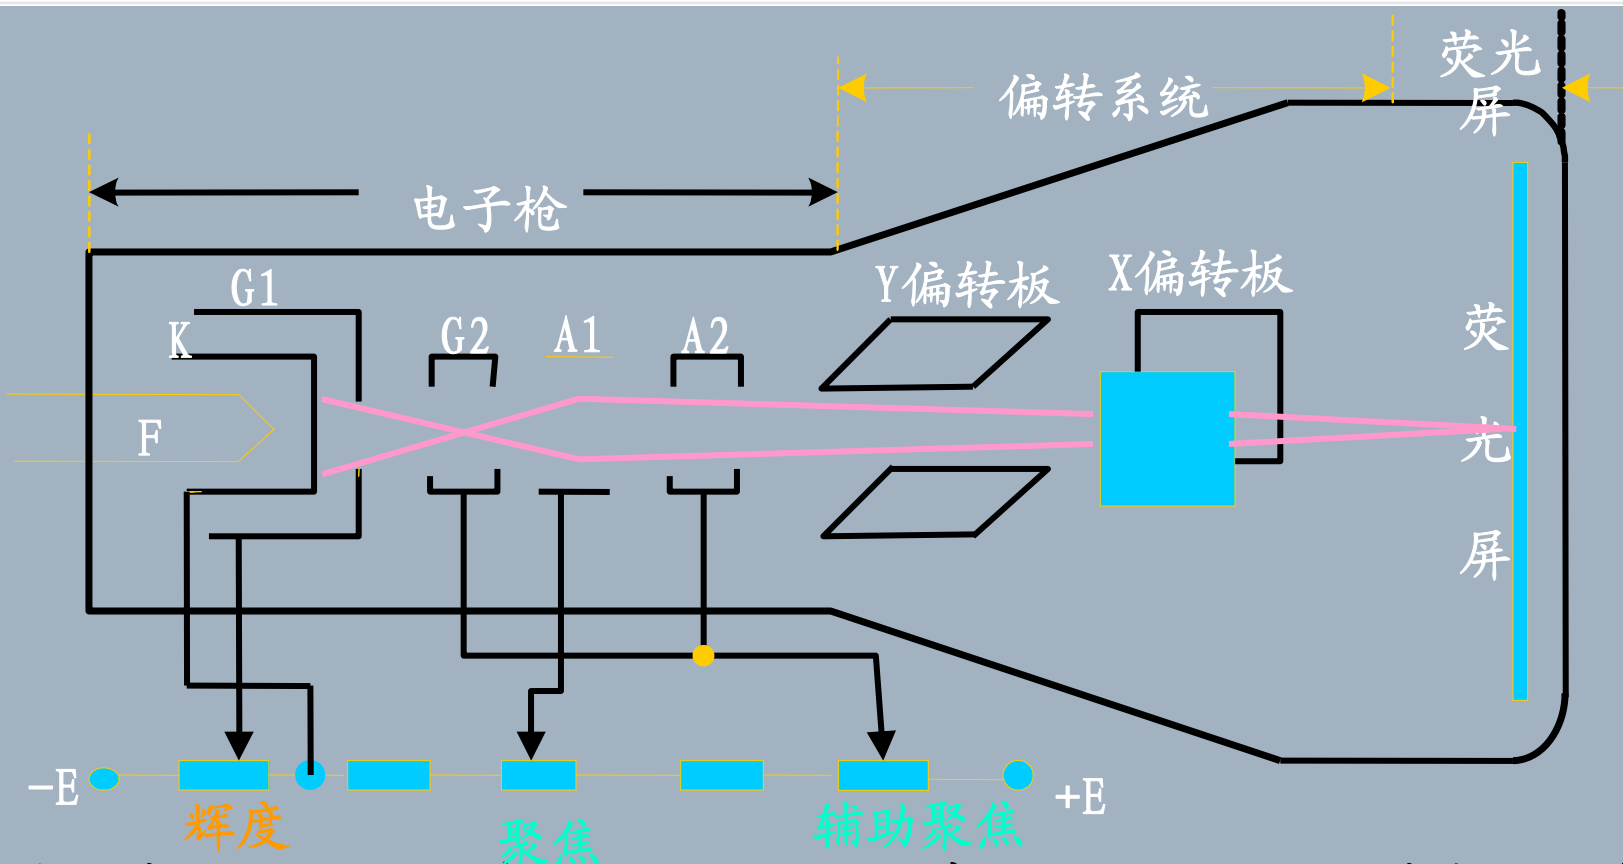 荧光
屏
偏转系统
电子枪
G1
K
G2
A1
A2
Y偏转板
X偏转板
F
荧
光
屏
-E
+E
辉度
聚焦
辅助聚焦